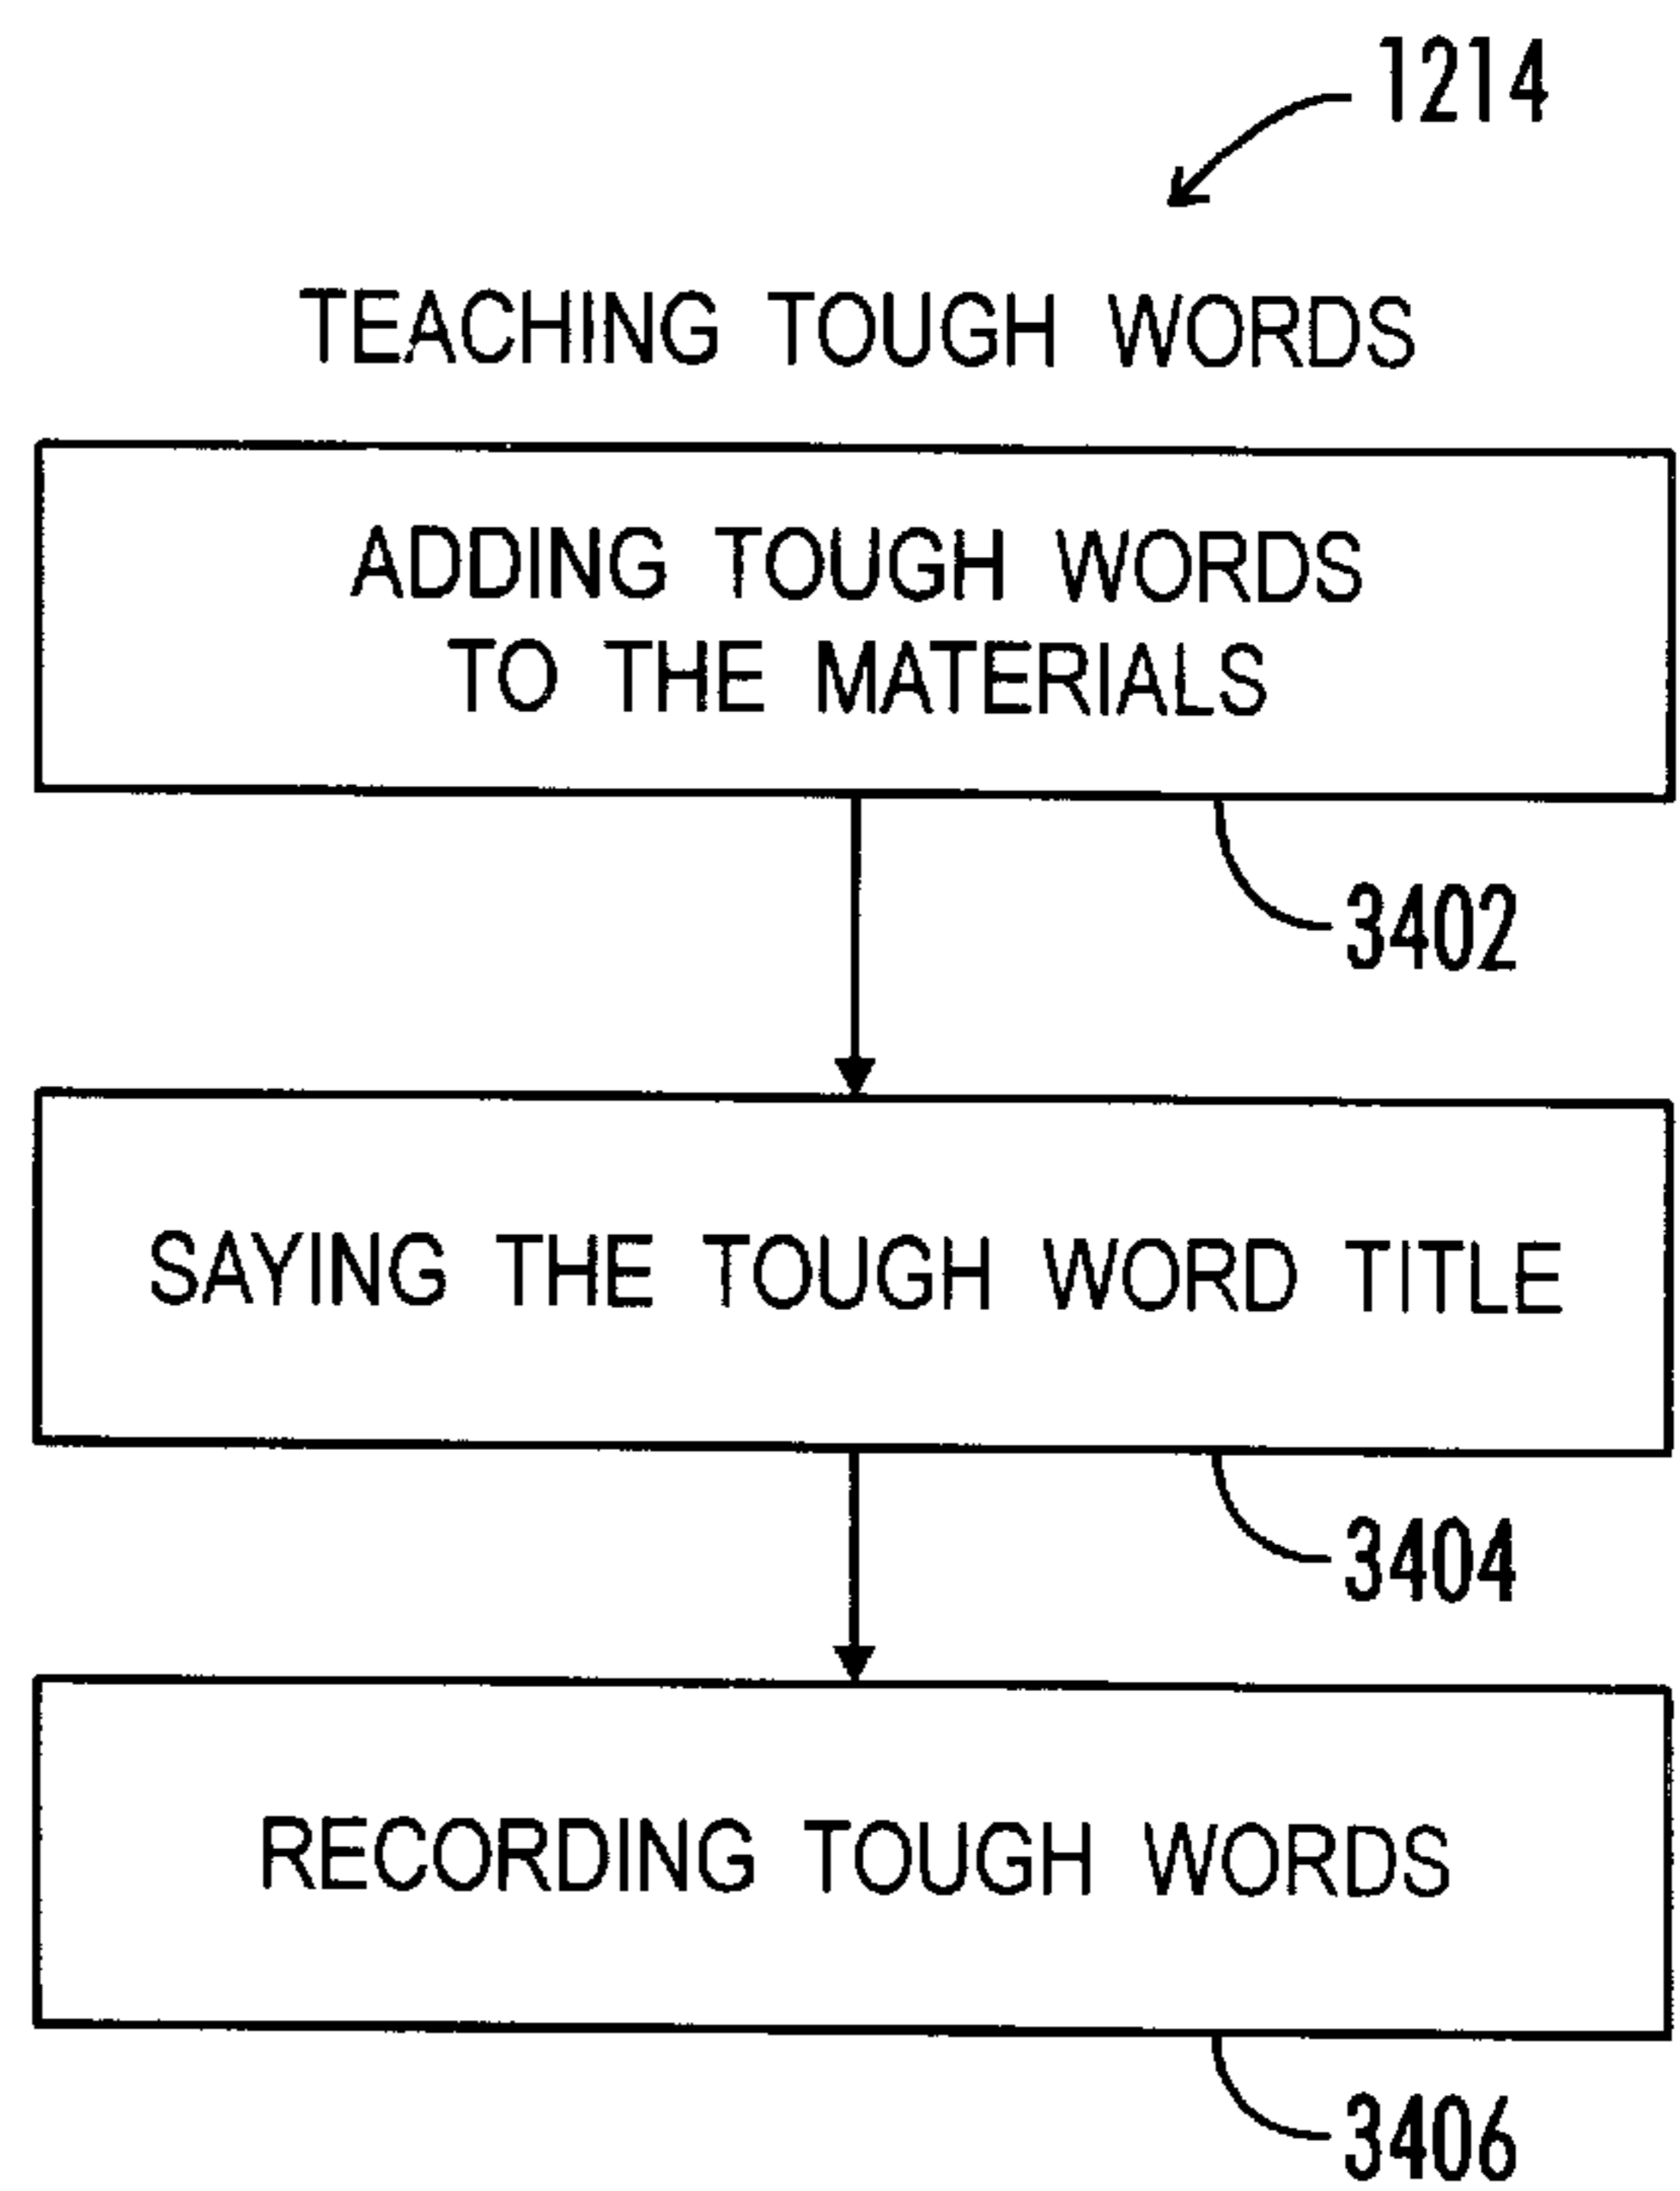 1214
TEACHING TOUGH WORDS
ADDING TOUGH WORDS
TO THE MATERIALS
3402
SAYING THE TOUGH WORD TITLE
3404
RECORDING TOUGH WORDS
3406